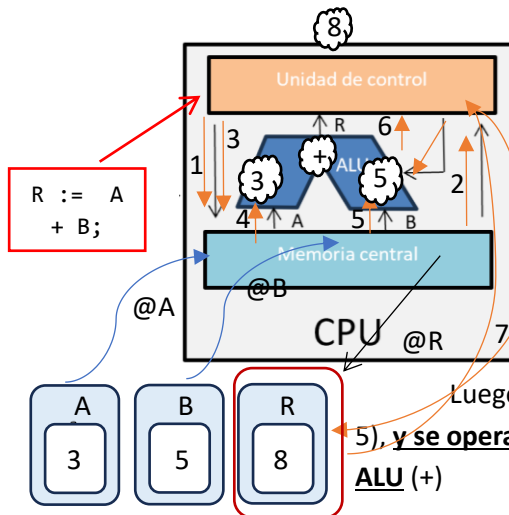 8
Unidad de control
R
6
3
1
+
ALU
3
5
2
R := A
+ B;
4
A
5
B
Memoria central
@A
@B
CPU
@R
7
A
B
R
3
5
8
Luego
5), y se opera
ALU (+)